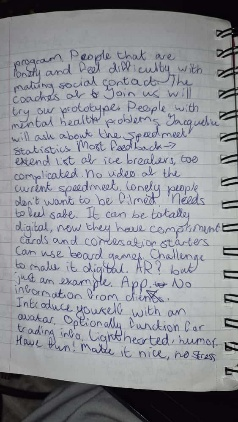 program People that are
lonely and feel difficulty with
making social contact. The
coaches of & Join us will
try our prototypes People with
mental health problems Jaqueline
will ask about the Speedmeet
Statistics Most feedback →
extend list of ice breakers, too
complicated. No video of the
current speedmeet, lonely people
don't want to be filmed. Needs
to feel safe. It can be totally
digital, now they have compliment
cards and conversation starters
Can use board games Challenge
to make it digital. AR? but
just an example. App. No
information from
Introduce yourself with an
avatar. Optionally function for
trading info. Lighthearted, humor
Have fun! Make it nice, no stress